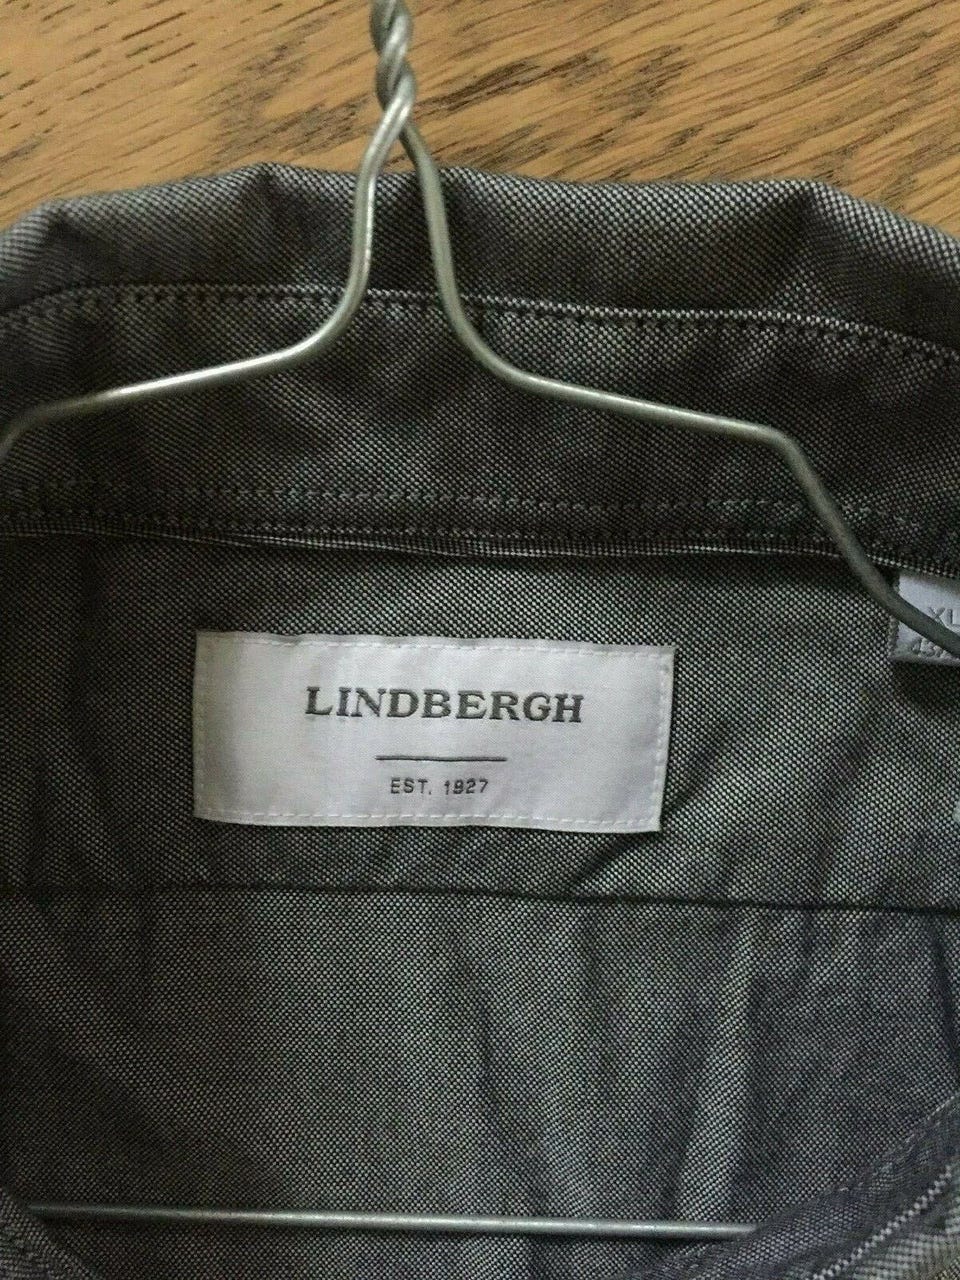 LINDBERGH
EST. 1927
XL